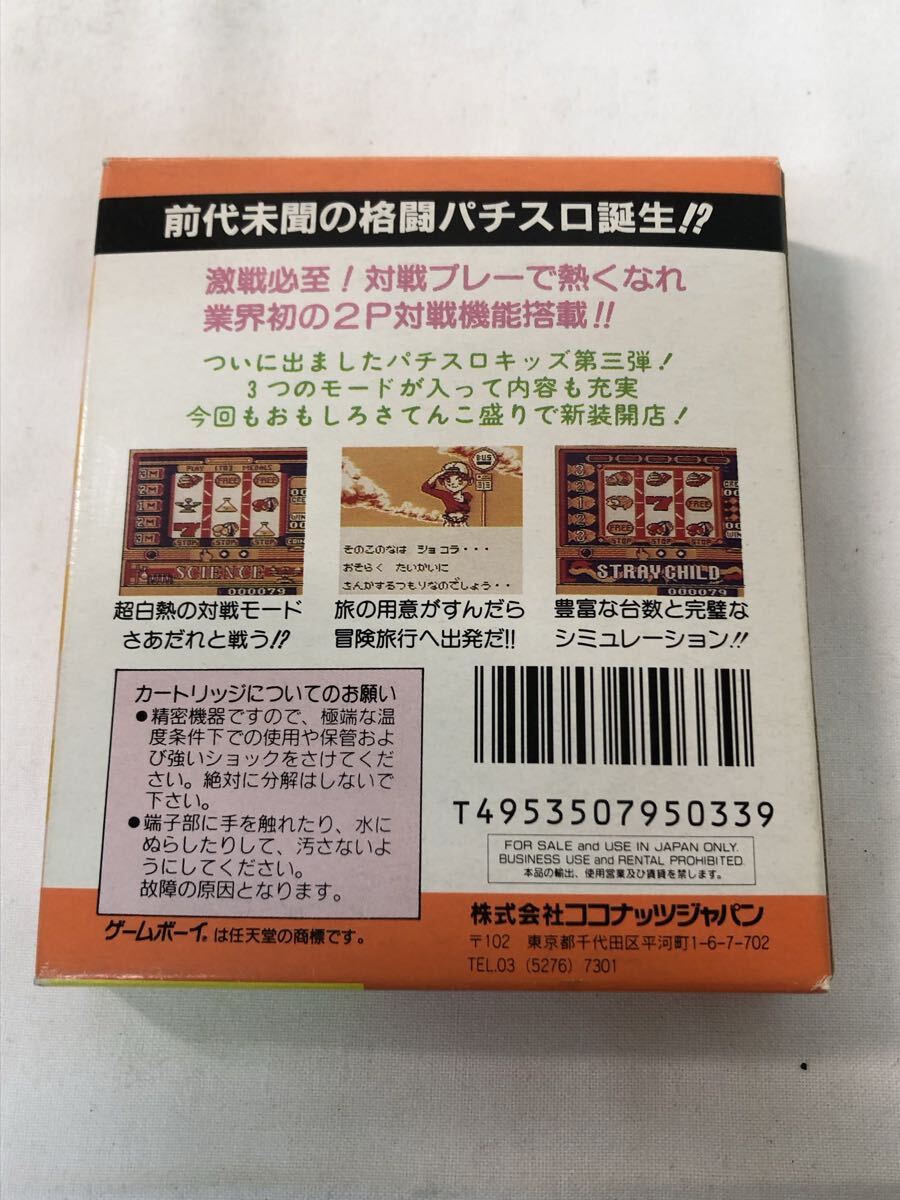 前代未聞の格闘パチスロ誕生!?
激戦必至!対戦プレーで熱くなれ
業界初の2P対戦機能搭載!!
ついに出ましたパチスロキッズ第三弾!
3つのモードが入って内容も充実
今回もおもしろさてんこ盛りで新装開店!
PLAY MEDALS
FREE FREE
STOP STOP STOP
SCIENCE
000079
超白熱の対戦モード
さあだれと戦う!?
BUS
そのこのなは ショコラ・・・
おそらく たいかいに
さんかするつもりなのでしょう・・
旅の用意がすんだら
冒険旅行へ出発だ!!
FREE
FREE
STOP STOP STOP
STRAY CHILD
000079
豊富な台数と完璧な
シミュレーション!!
カートリッジについてのお願い
●精密機器ですので、極端な温
度条件下での使用や保管およ
び強いショックをさけてくだ
さい。絶対に分解はしないで
下さい。
●端子部に手を触れたり、水に
ぬらしたりして、汚さないよ
うにしてください。
故障の原因となります。
T4953507950339
FOR SALE and USE IN JAPAN ONLY.
BUSINESS USE and RENTAL PROHIBITED.
本品の輸出、使用営業及び賃貸を禁じます。
ゲームボーイ®は任天堂の商標です。
株式会社ココナッツジャパン
〒102 東京都千代田区平河町1-6-7-702
TEL.03 (5276) 7301